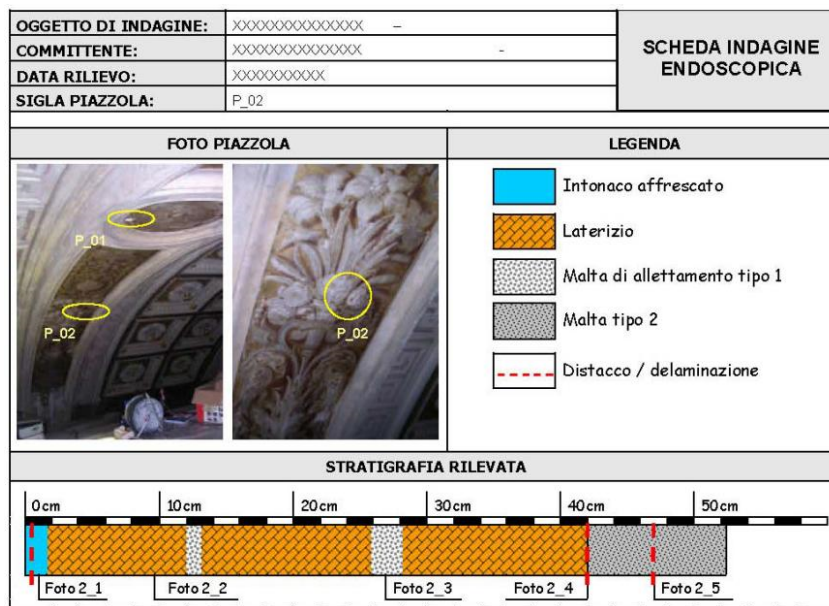 OGGETTO DI INDAGINE: XXXXXXXXXXXXXX –
COMMITTENTE: XXXXXXXXXXXXXX -
DATA RILIEVO: XXXXXXXXXX
SIGLA PIAZZOLA: P_02
SCHEDA INDAGINE
ENDOSCOPICA
FOTO PIAZZOLA
P_01
P_02
P_02
LEGENDA
Intonaco affrescato
Laterizio
Malta di allettamento tipo 1
Malta tipo 2
Distacco / delaminazione
STRATIGRAFIA RILEVATA
0cm 10cm 20cm 30cm 40cm 50cm
Foto 2_1 Foto 2_2 Foto 2_3 Foto 2_4 Foto 2_5